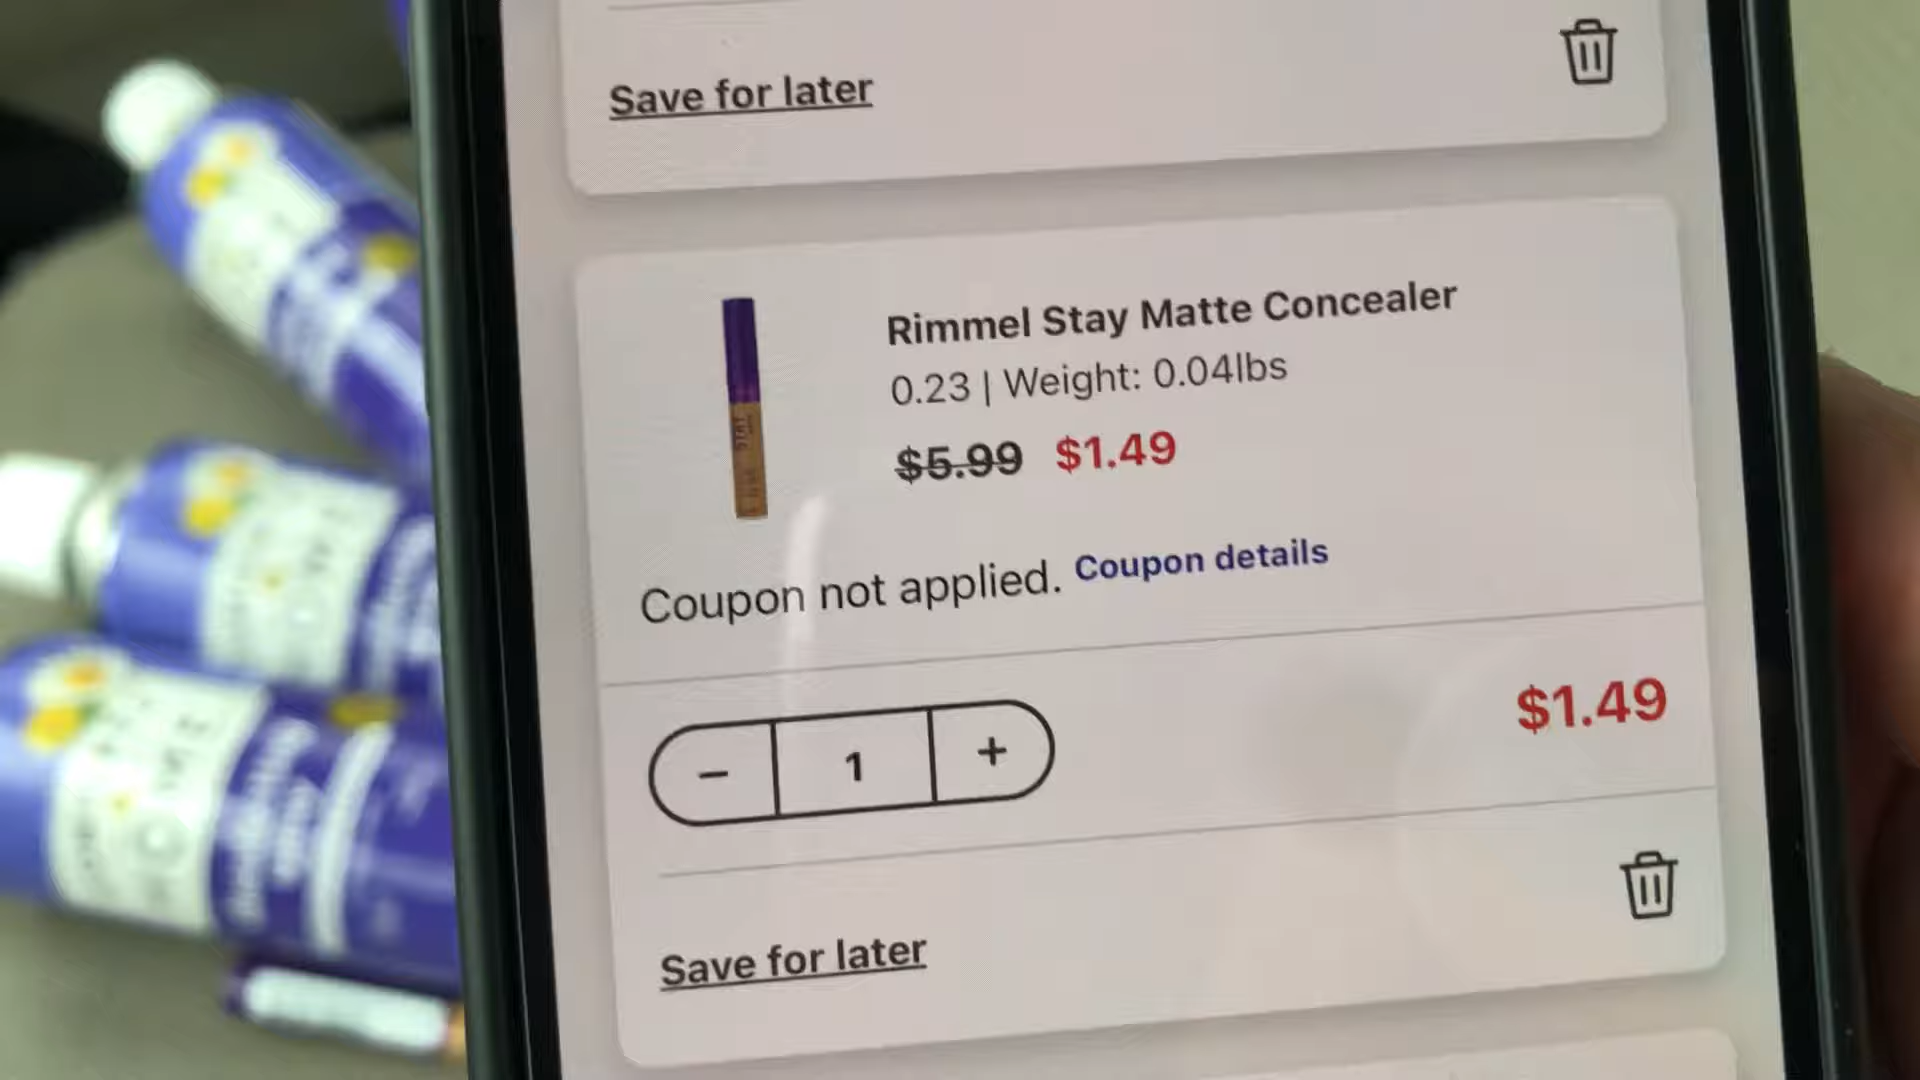 Save for later
Rimmel Stay Matte Concealer
0.23 | Weight: 0.04lbs
$5.99 $1.49
Coupon not applied. Coupon details
− 1 +
$1.49
Save for later